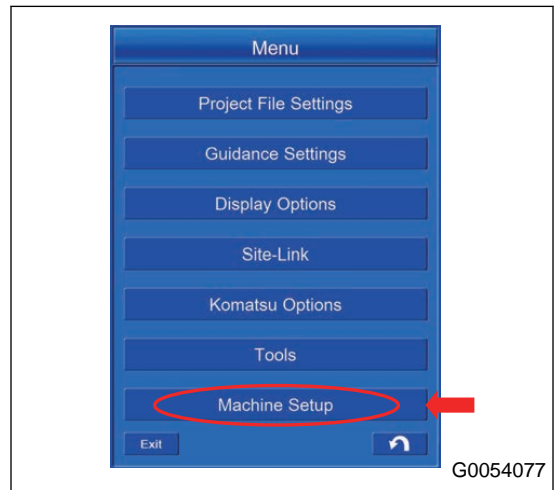 Menu
Project File Settings
Guidance Settings
Display Options
Site-Link
Komatsu Options
Tools
Machine Setup
Exit
G0054077